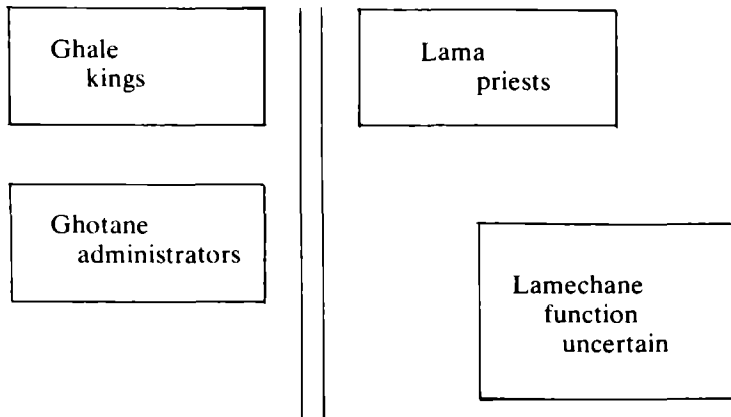 Ghale
kings
Lama
priests
Ghotane
administrators
Lamechane
function
uncertain